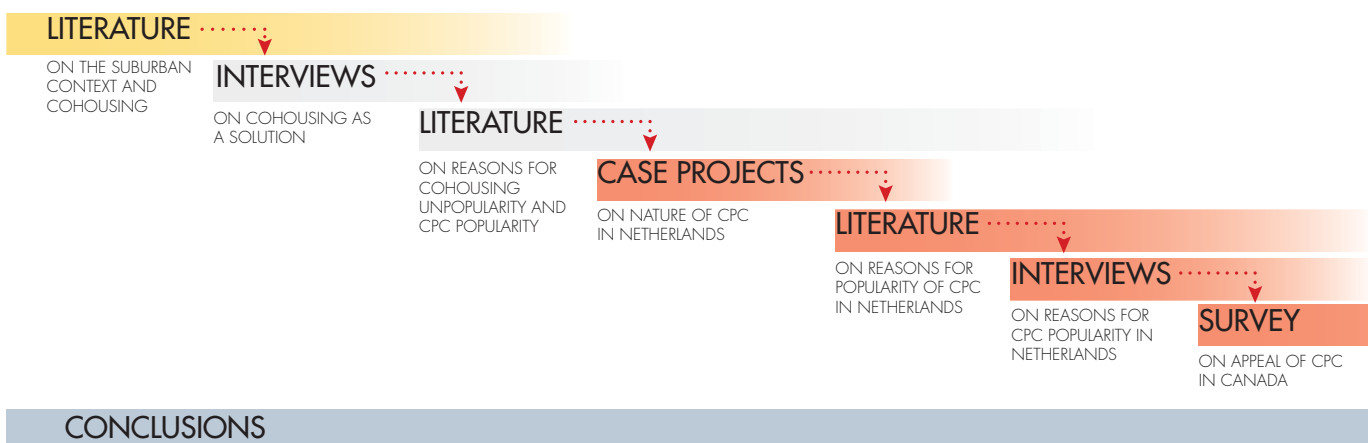 LITERATURE
ON THE SUBURBAN
CONTEXT AND
COHOUSING
INTERVIEWS
ON COHOUSING AS
A SOLUTION
LITERATURE
ON REASONS FOR
COHOUSING
UNPOPULARITY AND
CPC POPULARITY
CASE PROJECTS
ON NATURE OF CPC
IN NETHERLANDS
LITERATURE
ON REASONS FOR
POPULARITY OF CPC
IN NETHERLANDS
INTERVIEWS
ON REASONS FOR
CPC POPULARITY IN
NETHERLANDS
SURVEY
ON APPEAL OF CPC
IN CANADA
CONCLUSIONS